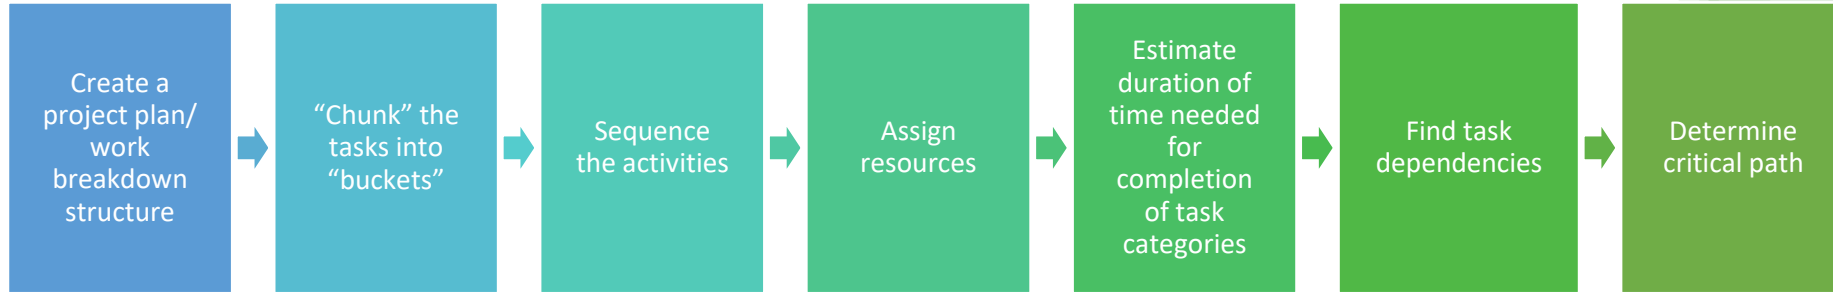 Create a
project plan/
work
breakdown
structure
“Chunk” the
tasks into
“buckets”
Sequence
the activities
Assign
resources
Estimate
duration of
time needed
for
completion
of task
categories
Find task
dependencies
Determine
critical path